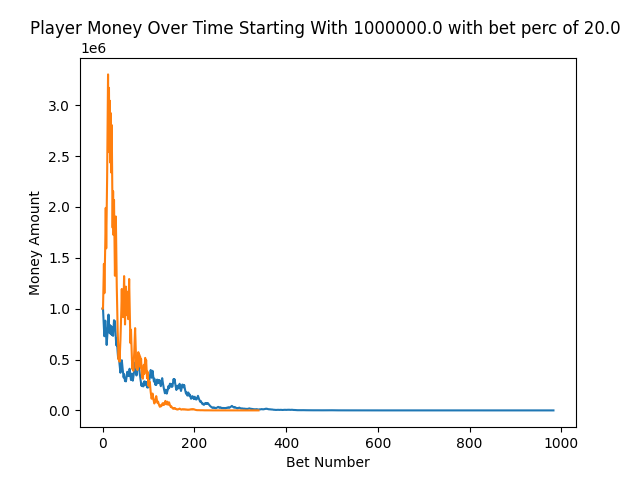 Player Money Over Time Starting With 1000000.0 with bet perc of 20.0
1e6
3.0
2.5
2.0
1.5
1.0
0.5
0.0
Money Amount
0 200 400 600 800 1000
Bet Number